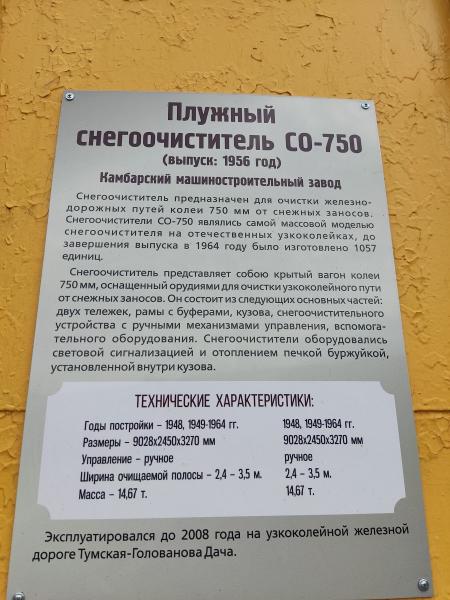 Плужный
снегоочиститель СО-750
(выпуск: 1956 год)
Камбарский машиностроительный завод
Снегоочиститель предназначен для очистки железно-
дорожных путей колеи 750 мм от снежных заносов.
Снегоочистители СО-750 являлись самой массовой моделью
снегоочистителя на отечественных узкоколейках, до
завершения выпуска в 1964 году было изготовлено 1057
единиц.
Снегоочиститель представляет собою крытый вагон колеи
750 мм, оснащенный орудиями для очистки узкоколейного пути
от снежных заносов. Он состоит из следующих основных частей:
двух тележек, рамы с буферами, кузова, снегоочистительного
устройства с ручными механизмами управления, вспомога-
тельного оборудования. Снегоочистители оборудовались
световой сигнализацией и отоплением печкой буржуйкой,
установленной внутри кузова.
ТЕХНИЧЕСКИЕ ХАРАКТЕРИСТИКИ:
Годы постройки – 1948, 1949-1964 гг. 1948, 1949-1964 гг.
Размеры – 9028х2450х3270 мм 9028х2450х3270 мм
Управление – ручное ручное
Ширина очищаемой полосы – 2,4 – 3,5 м. 2,4 – 3,5 м.
Масса – 14,67 т. 14,67 т.
Эксплуатировался до 2008 года на узкоколейной железной
дороге Тумская-Голованова Дача.